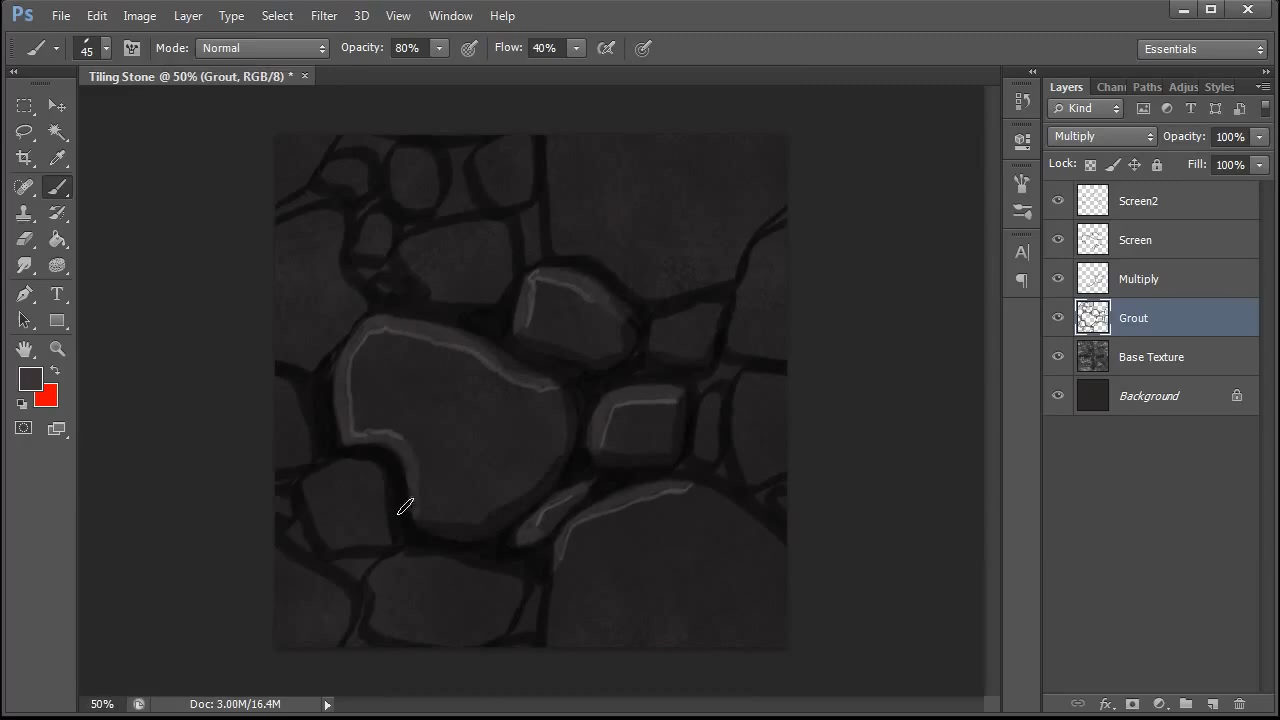 Ps File Edit Image Layer Type Select Filter 3D View Window Help
45 Mode: Normal Opacity: 80% Flow: 40% Essentials
Tiling Stone @ 50% (Grout, RGB/8) * ×
Layers Chann Paths Adjus Styles
Kind
Multiply Opacity: 100%
Lock: Fill: 100%
Screen2
Screen
Multiply
Grout
Base Texture
Background
50% Doc: 3.00M/16.4M